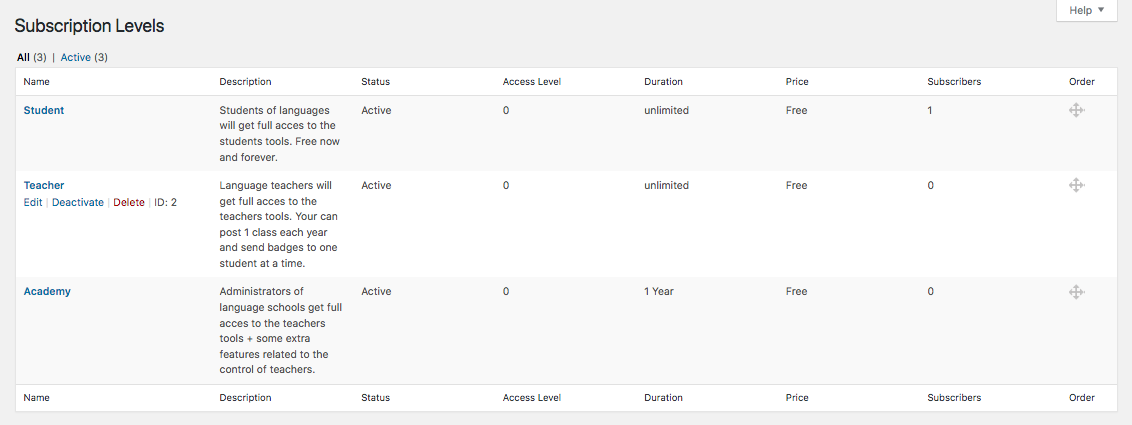 Help ▼
Subscription Levels
All (3) | Active (3)
Name Description Status Access Level Duration Price Subscribers Order
Student Students of languages Active 0 unlimited Free 1
will get full acces to the
students tools. Free now
and forever.
Teacher Language teachers will Active 0 unlimited Free 0
Edit | Deactivate | Delete | ID: 2 get full acces to the
teachers tools. Your can
post 1 class each year
and send badges to one
student at a time.
Academy Administrators of Active 0 1 Year Free 0
language schools get full
acces to the teachers
tools + some extra
features related to the
control of teachers.
Name Description Status Access Level Duration Price Subscribers Order